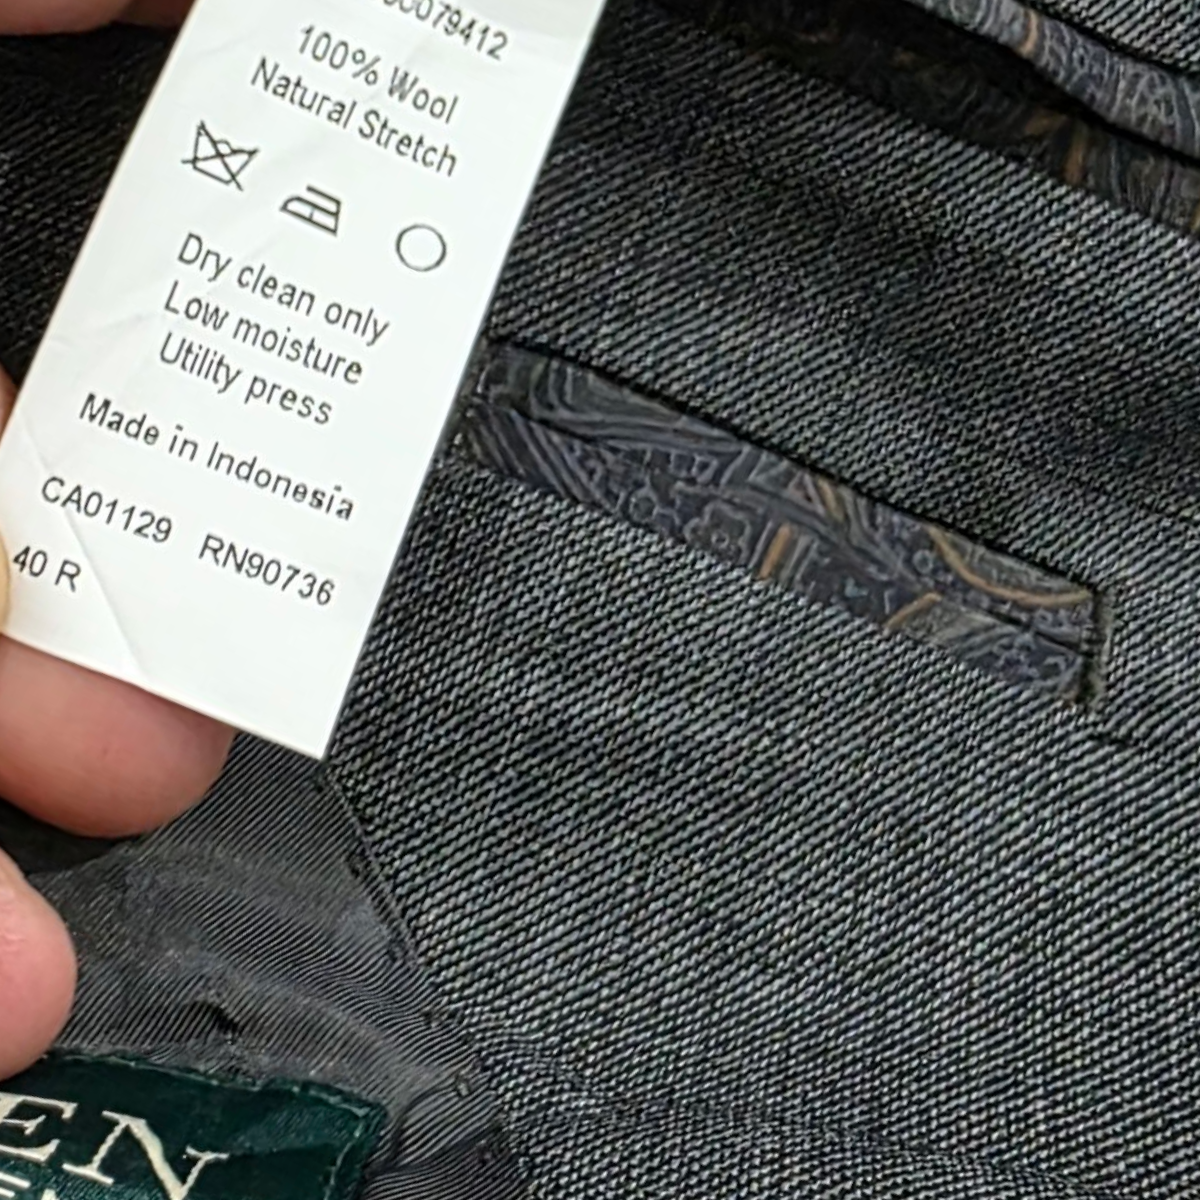 100% Wool
Natural Stretch
Dry clean only
Low moisture
Utility press
Made in Indonesia
CA01129 RN90736
40 R